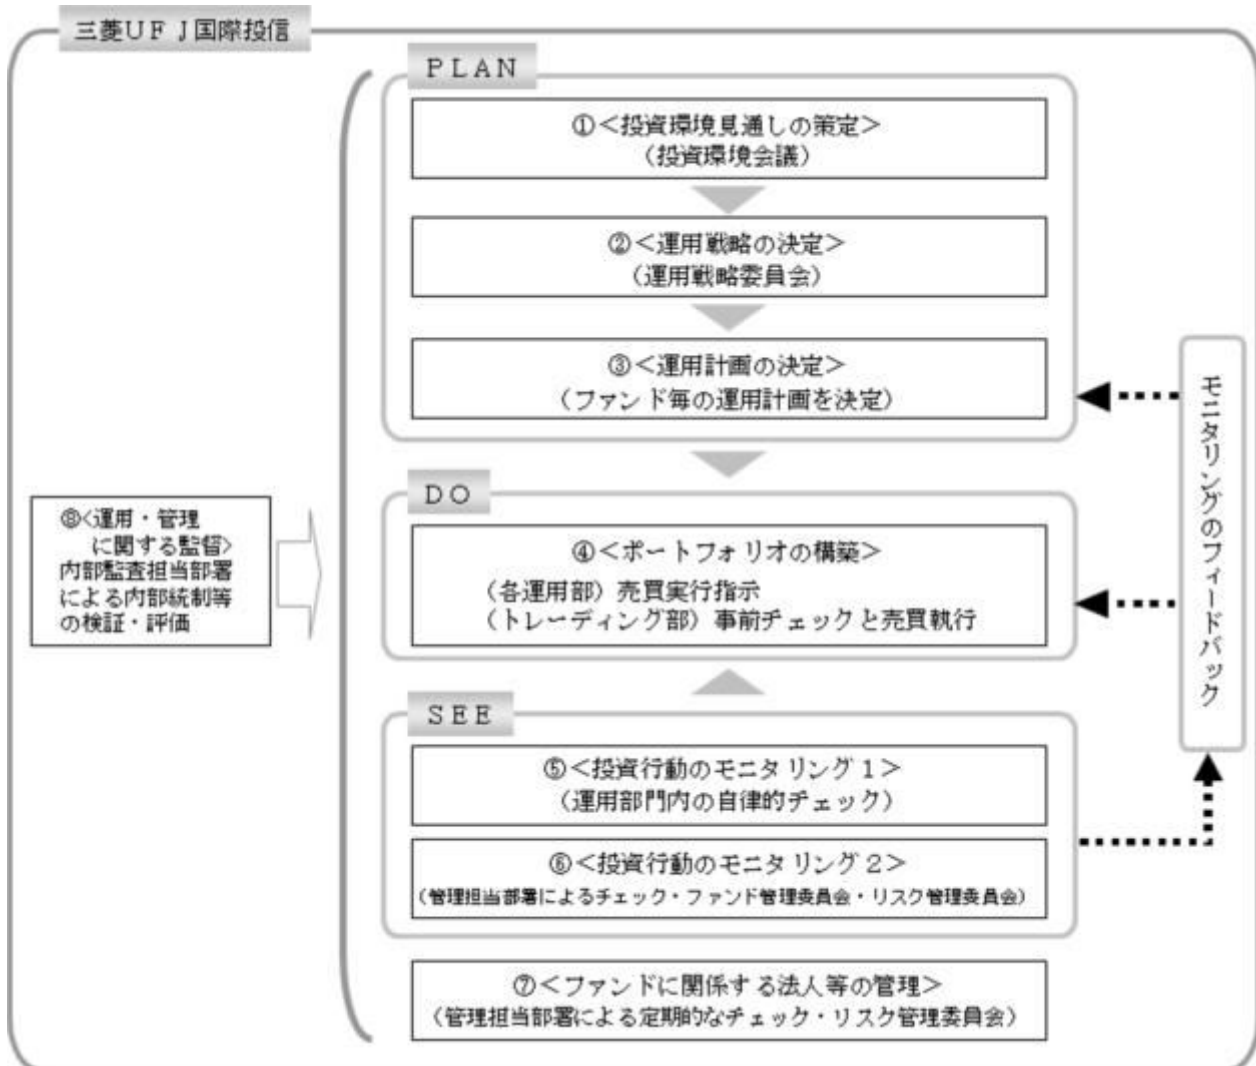 三菱ＵＦＪ国際投信
ＰＬＡＮ
①＜投資環境見通しの策定＞
（投資環境会議）
②＜運用戦略の決定＞
（運用戦略委員会）
③＜運用計画の決定＞
（ファンド毎の運用計画を決定）
ＤＯ
④＜ポートフォリオの構築＞
（各運用部）売買実行指示
（トレーディング部）事前チェックと売買執行
ＳＥＥ
⑤＜投資行動のモニタリング１＞
（運用部門内の自律的チェック）
⑥＜投資行動のモニタリング２＞
（管理担当部署によるチェック・ファンド管理委員会・リスク管理委員会）
⑦＜ファンドに関係する法人等の管理＞
（管理担当部署による定期的なチェック・リスク管理委員会）
⑧＜運用・管理
に関する監督＞
内部監査担当部署
による内部統制等
の検証・評価
モニタリングのフィードバック